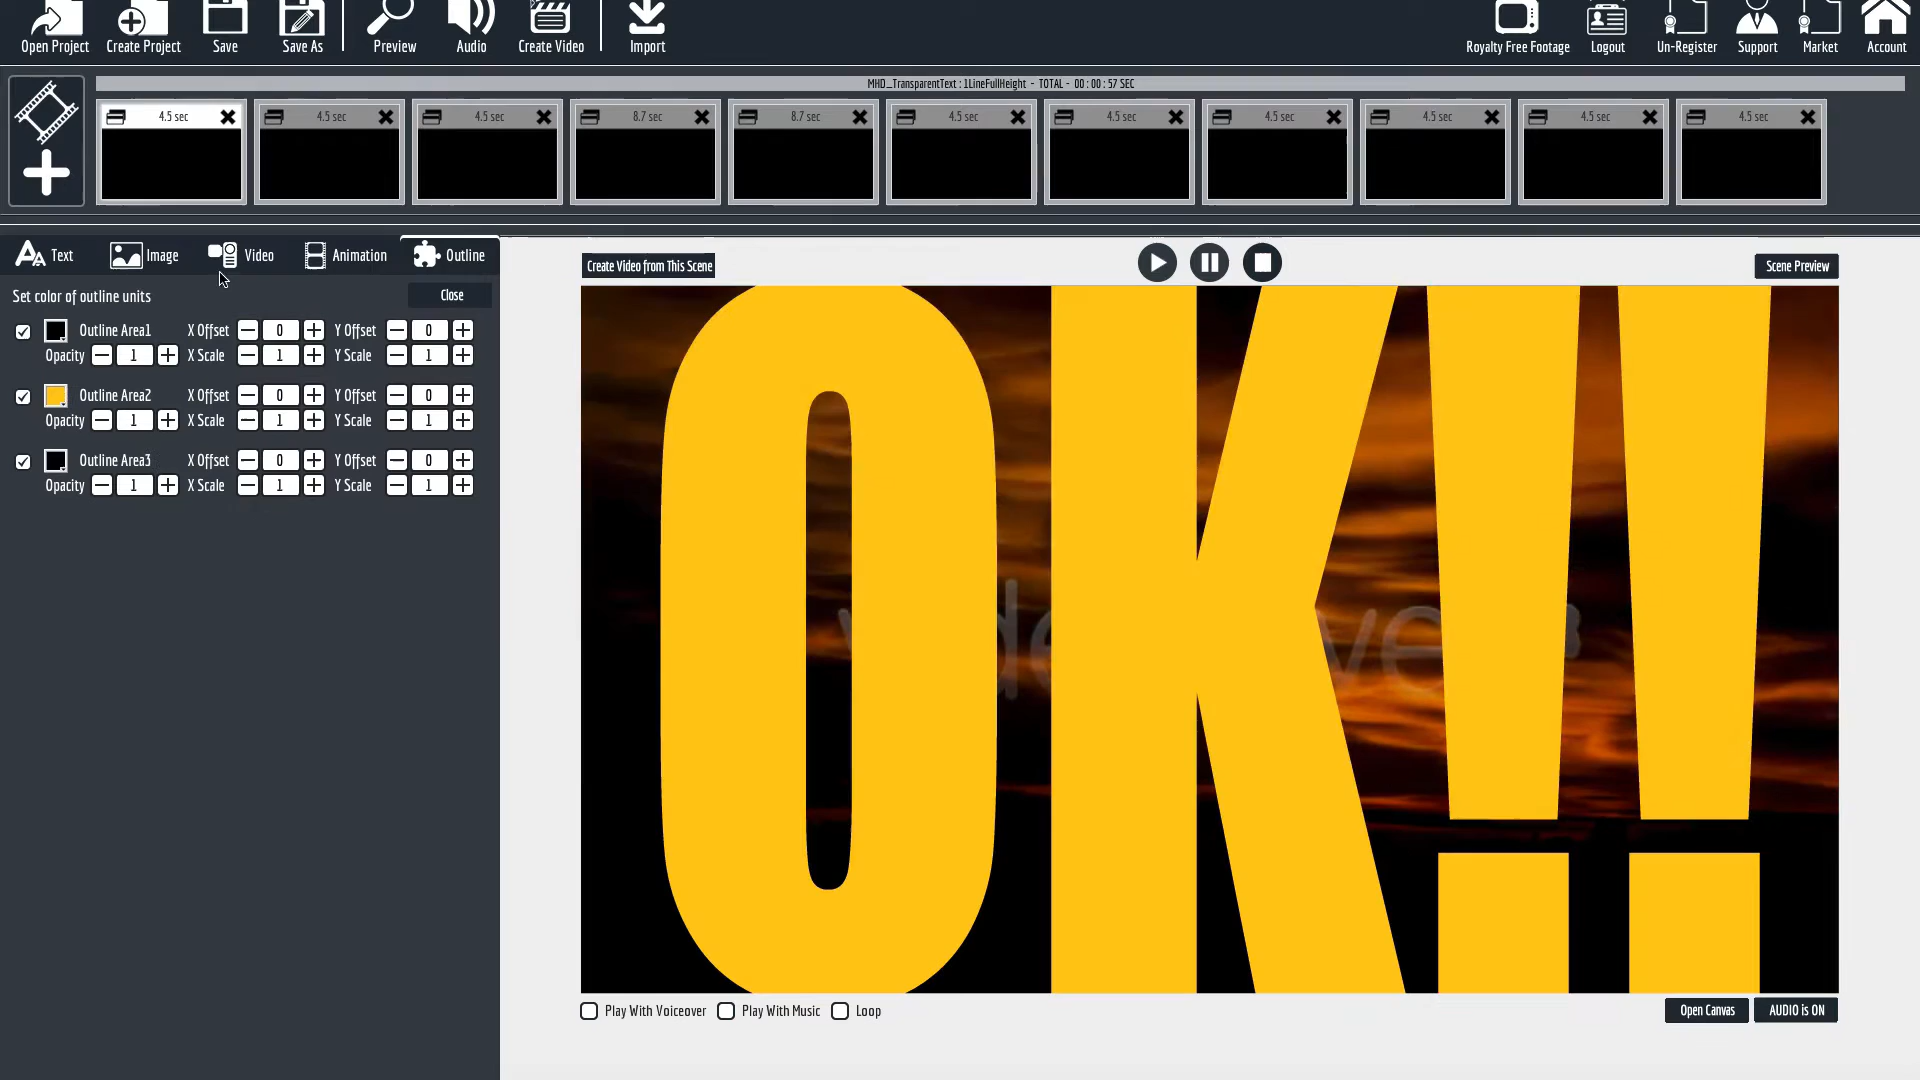 Open Project Create Project Save Save As Preview Audio Create Video Import Royalty Free Footage Logout Un-Register Support Market Account
MHD_TransparentText : 1LineFullHeight - TOTAL - 00 : 00 : 57 SEC
4.5 sec 4.5 sec 4.5 sec 8.7 sec 8.7 sec 4.5 sec 4.5 sec 4.5 sec 4.5 sec 4.5 sec 4.5 sec
Text Image Video Animation Outline
Create Video from This Scene Scene Preview
Set color of outline units Close
Outline Area1 X Offset 0 Y Offset 0
Opacity 1 X Scale 1 Y Scale 1
Outline Area2 X Offset 0 Y Offset 0
Opacity 1 X Scale 1 Y Scale 1
Outline Area3 X Offset 0 Y Offset 0
Opacity 1 X Scale 1 Y Scale 1
OK!!
Play With Voiceover Play With Music Loop Open Canvas AUDIO is ON